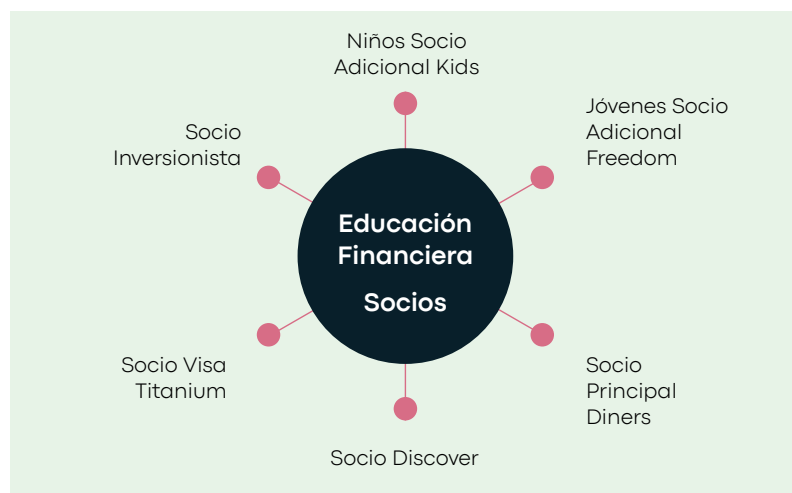 Niños Socio
Adicional Kids
Jóvenes Socio
Adicional
Freedom
Socio
Inversionista
Educación
Financiera
Socios
Socio Visa
Titanium
Socio
Principal
Diners
Socio Discover